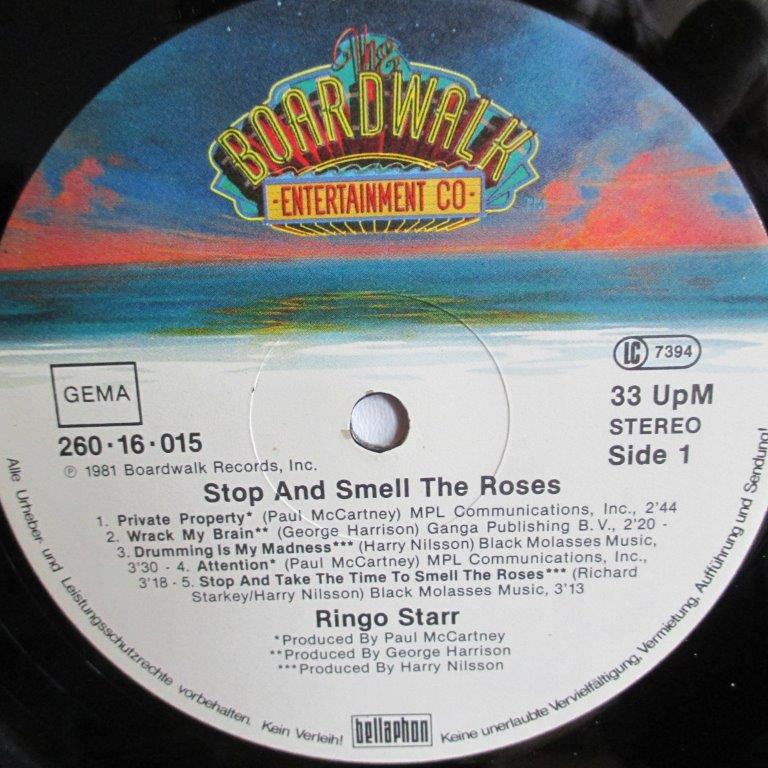 The
BOARDWALK
-ENTERTAINMENT CO-
TM
LC 7394
GEMA
33 UpM
260·16·015
STEREO
℗ 1981 Boardwalk Records, Inc.
Side 1
Stop And Smell The Roses
1. Private Property* (Paul McCartney) MPL Communications, Inc., 2'44
2. Wrack My Brain** (George Harrison) Ganga Publishing B. V., 2'20 -
3. Drumming Is My Madness*** (Harry Nilsson) Black Molasses Music,
3'30 - 4. Attention* (Paul McCartney) MPL Communications, Inc.,
3'18 - 5. Stop And Take The Time To Smell The Roses*** (Richard
Starkey/Harry Nilsson) Black Molasses Music, 3'13
Ringo Starr
*Produced By Paul McCartney
**Produced By George Harrison
***Produced By Harry Nilsson
Alle Urheber- und Leistungsschutzrechte vorbehalten. Kein Verleih! Keine unerlaubte Vervielfältigung, Vermietung, Aufführung und Sendung!
bellaphon